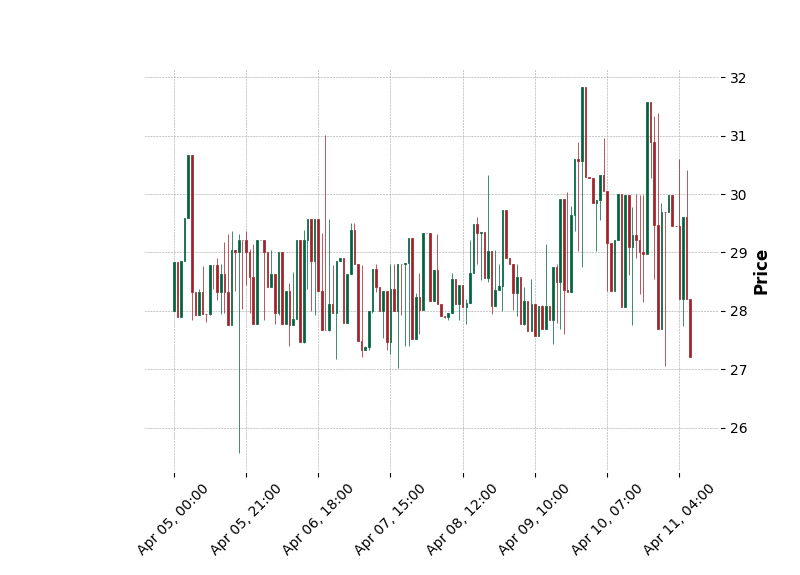 32
31
30
29
28
27
26
Price
Apr 05, 00:00
Apr 05, 21:00
Apr 06, 18:00
Apr 07, 15:00
Apr 08, 12:00
Apr 09, 10:00
Apr 10, 07:00
Apr 11, 04:00